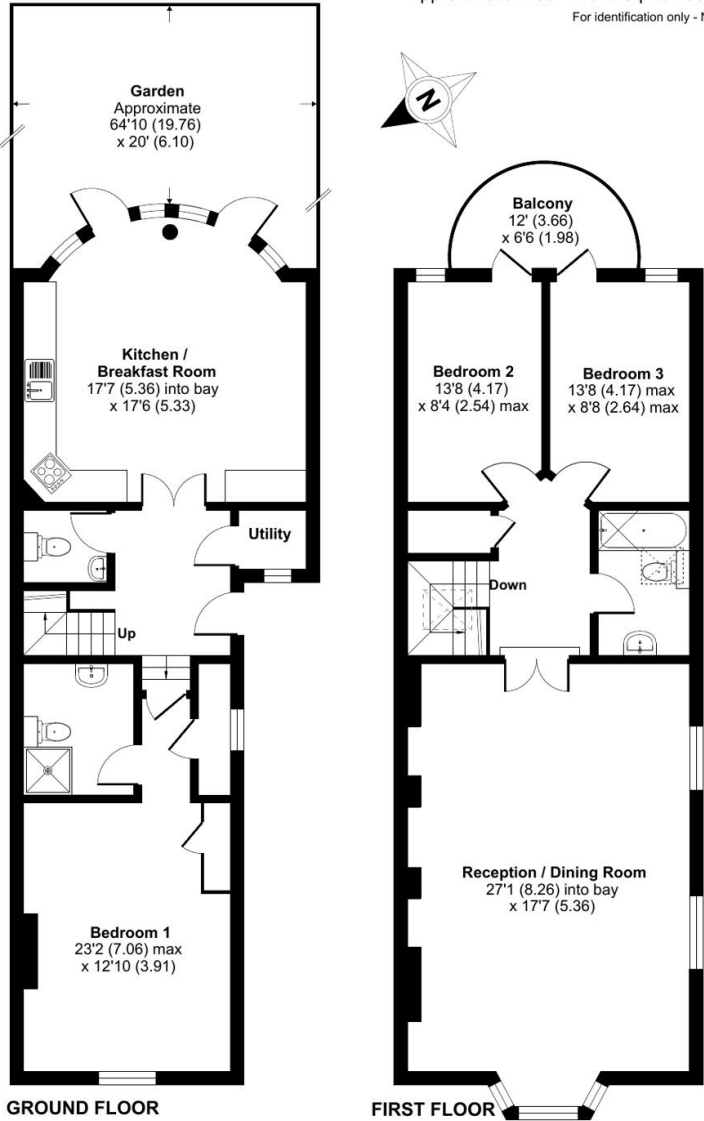 For identification only - N
Garden
Approximate
64'10 (19.76)
x 20' (6.10)
N
Balcony
12' (3.66)
x 6'6 (1.98)
Kitchen /
Breakfast Room
17'7 (5.36) into bay
x 17'6 (5.33)
Bedroom 2
13'8 (4.17)
x 8'4 (2.54) max
Bedroom 3
13'8 (4.17) max
x 8'8 (2.64) max
Utility
Up
Down
Reception / Dining Room
27'1 (8.26) into bay
x 17'7 (5.36)
Bedroom 1
23'2 (7.06) max
x 12'10 (3.91)
GROUND FLOOR
FIRST FLOOR